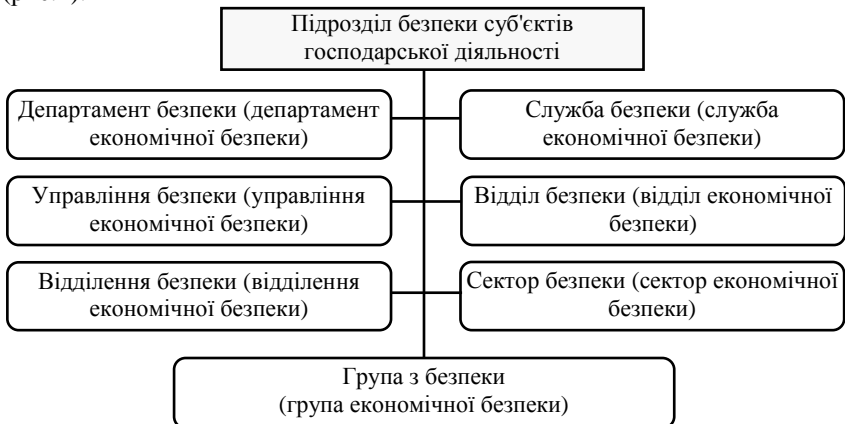 Підрозділ безпеки суб'єктів
господарської діяльності
Департамент безпеки (департамент
економічної безпеки)
Служба безпеки (служба
економічної безпеки)
Управління безпеки (управління
економічної безпеки)
Відділ безпеки (відділ економічної
безпеки)
Відділення безпеки (відділення
економічної безпеки)
Сектор безпеки (сектор економічної
безпеки)
Група з безпеки
(група економічної безпеки)